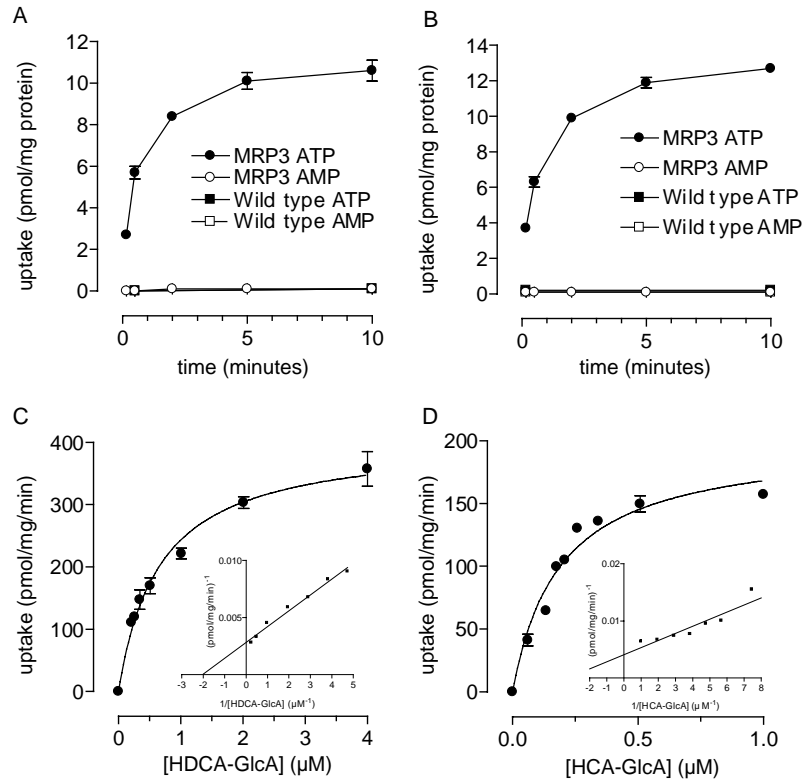 A
12
10
8
6
4
2
0
uptake (pmol/mg protein)
MRP3 ATP
MRP3 AMP
Wild type ATP
Wild type AMP
0
5
10
time (minutes)
B
14
12
10
8
6
4
2
0
uptake (pmol/mg protein)
MRP3 ATP
MRP3 AMP
Wild type ATP
Wild type AMP
0
5
10
time (minutes)
C
400
300
200
100
0
uptake (pmol/mg/min)
0.010
0.005
(pmol/mg/min)⁻¹
-3 -2 -1 0 1 2 3 4 5
1/[HDCA-GlcA] (µM⁻¹)
0 1 2 3 4
[HDCA-GlcA] (µM)
D
200
150
100
50
0
uptake (pmol/mg/min)
0.02
0.01
(pmol/mg/min)⁻¹
-2 -1 0 1 2 3 4 5 6 7 8
1/[HCA-GlcA] (µM⁻¹)
0.0 0.5 1.0
[HCA-GlcA] (µM)